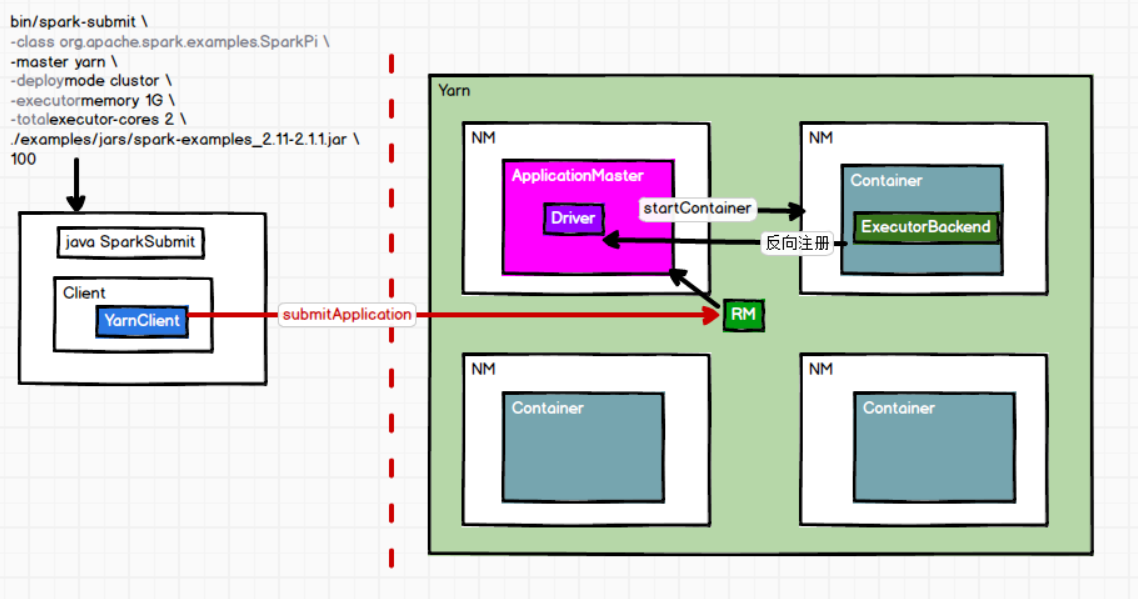 bin/spark-submit \
-class org.apache.spark.examples.SparkPi \
-master yarn \
-deploymode clustor \
-executormemory 1G \
-totalexecutor-cores 2 \
./examples/jars/spark-examples_2.11-2.1.1.jar \
100
java SparkSubmit
Client
YarnClient
submitApplication
Yarn
NM
ApplicationMaster
Driver
startContainer
反向注册
NM
Container
ExecutorBackend
RM
NM
Container
NM
Container